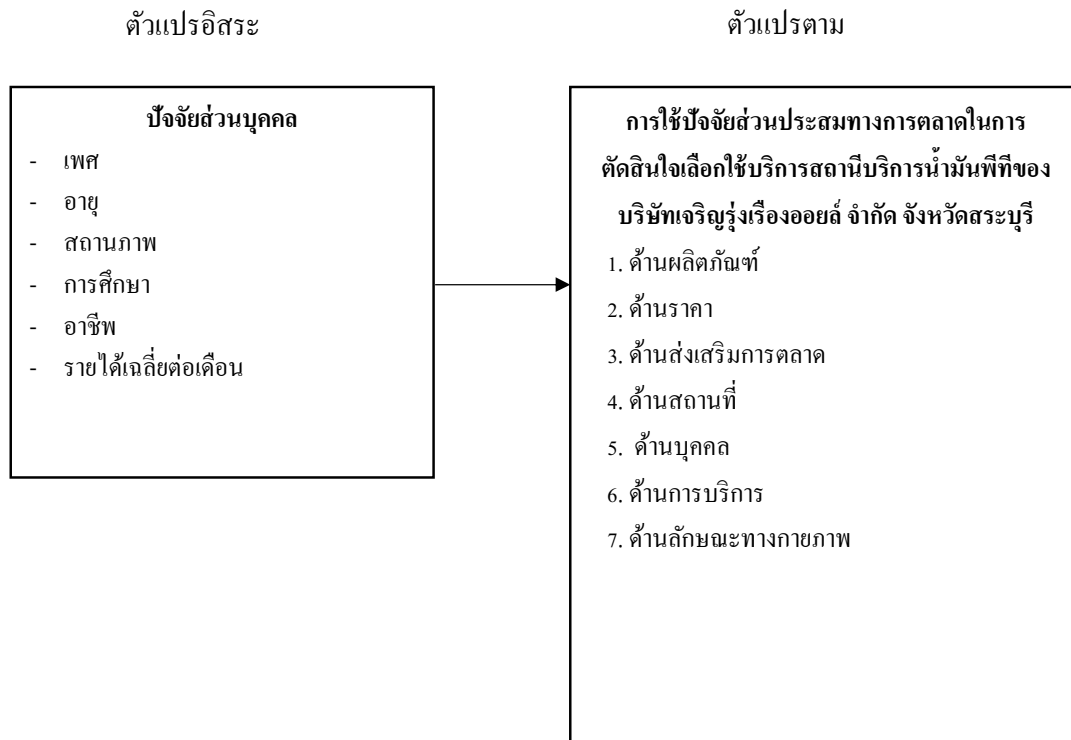 ตัวแปรอิสระ
ตัวแปรตาม
ปัจจัยส่วนบุคคล
- เพศ
- อายุ
- สถานภาพ
- การศึกษา
- อาชีพ
- รายได้เฉลี่ยต่อเดือน
การใช้ปัจจัยส่วนประสมทางการตลาดในการ
ตัดสินใจเลือกใช้บริการสถานีบริการน้ำมันพีทีของ
บริษัทเจริญรุ่งเรืองออยล์ จำกัด จังหวัดสระบุรี
1. ด้านผลิตภัณฑ์
2. ด้านราคา
3. ด้านส่งเสริมการตลาด
4. ด้านสถานที่
5. ด้านบุคคล
6. ด้านการบริการ
7. ด้านลักษณะทางกายภาพ